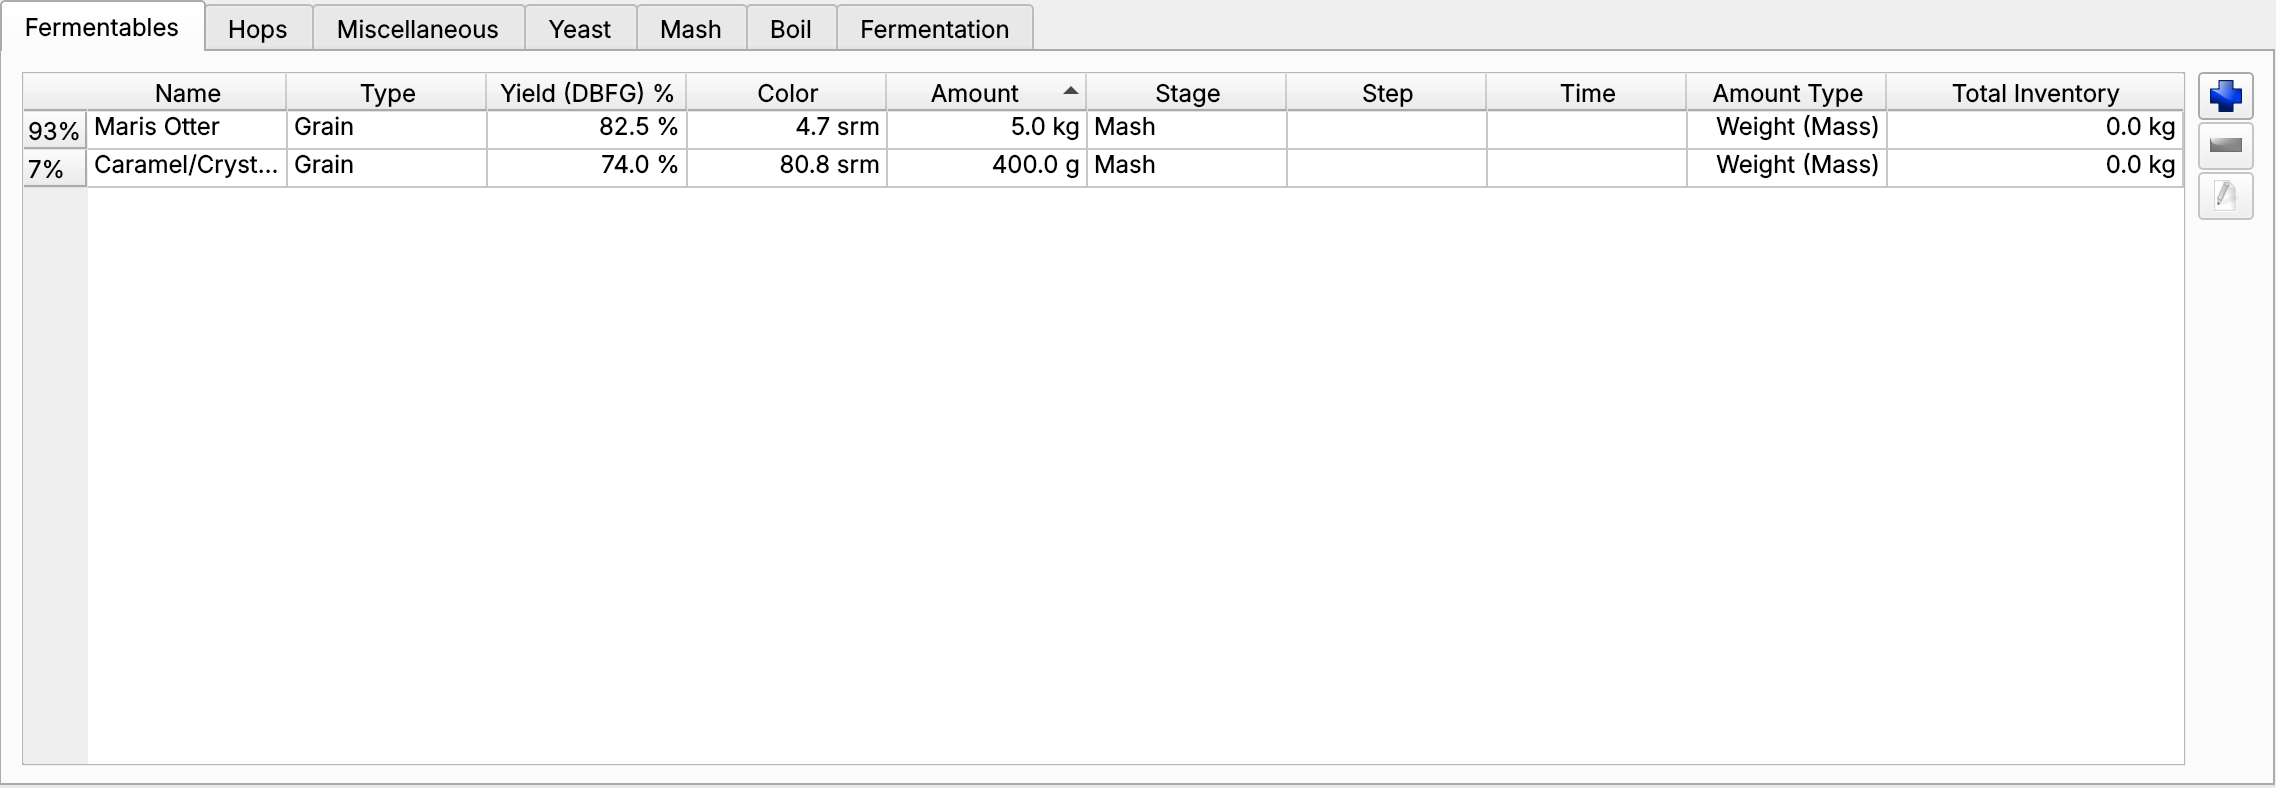 Fermentables Hops Miscellaneous Yeast Mash Boil Fermentation
Name Type Yield (DBFG) % Color Amount Stage Step Time Amount Type Total Inventory
93% Maris Otter Grain 82.5 % 4.7 srm 5.0 kg Mash Weight (Mass) 0.0 kg
7% Caramel/Cryst... Grain 74.0 % 80.8 srm 400.0 g Mash Weight (Mass) 0.0 kg